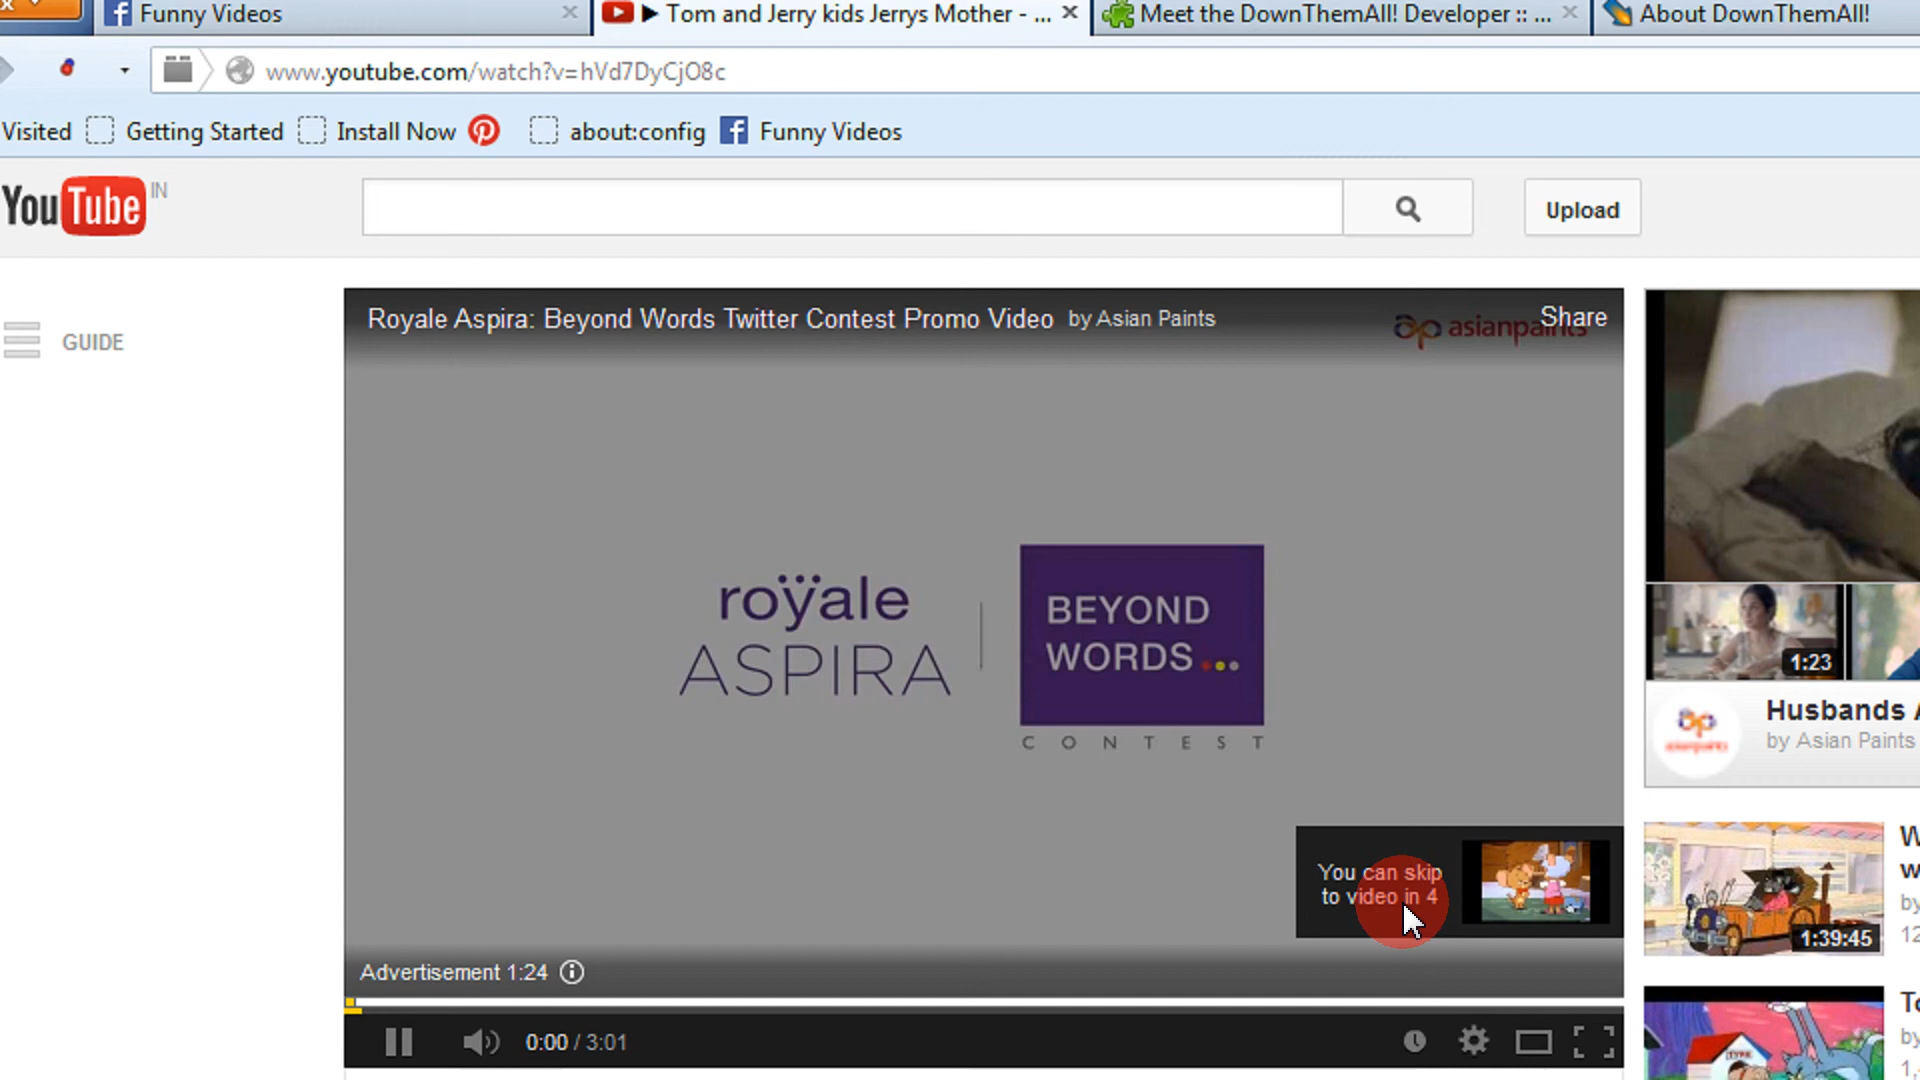 Funny Videos
Tom and Jerry kids Jerrys Mother - ...
Meet the DownThemAll! Developer :: ...
About DownThemAll!
www.youtube.com/watch?v=hVd7DyCjO8c
Visited
Getting Started
Install Now
about:config
Funny Videos
YouTube IN
Upload
GUIDE
Royale Aspira: Beyond Words Twitter Contest Promo Video by Asian Paints
Share
asianpaints
royale
ASPIRA
BEYOND
WORDS...
CONTEST
You can skip
to video in 4
Advertisement 1:24
0:00 / 3:01
1:23
Husbands
by Asian Paints
1:39:45
by
by